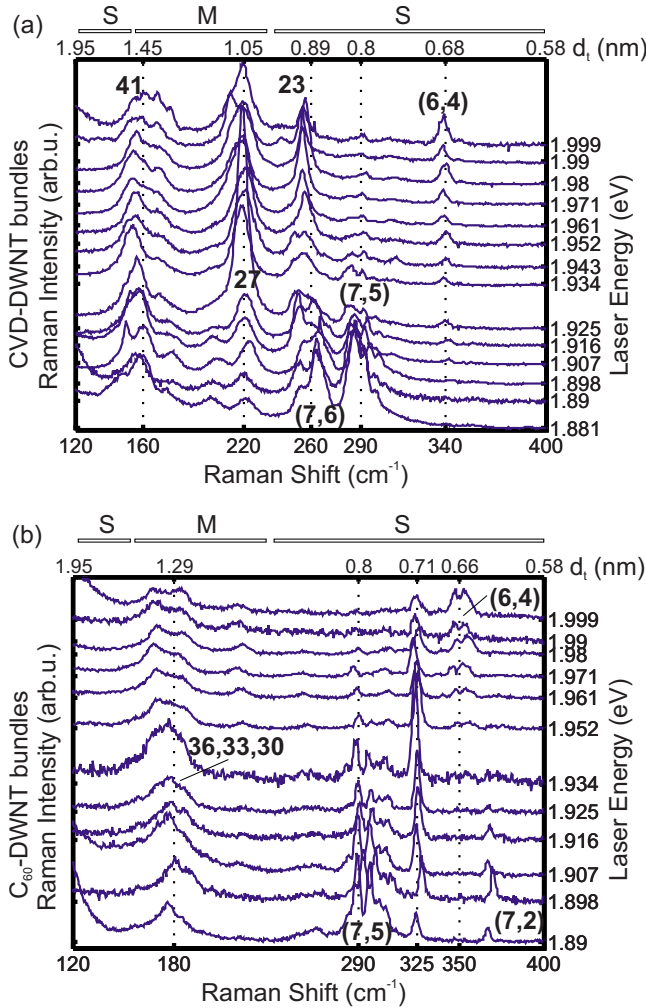 (a)
S M S
1.95 1.45 1.05 0.89 0.8 0.68 0.58 dt (nm)
41 23 (6,4)
1.999
1.99
1.98
1.971
1.961
1.952
1.943
1.934
27 (7,5)
1.925
1.916
1.907
1.898
1.89
(7,6)
1.881
CVD-DWNT bundles
Raman Intensity (arb.u.)
Laser Energy (eV)
120 160 220 260 290 340 400
Raman Shift (cm-1)
(b)
S M S
1.95 1.29 0.8 0.71 0.66 0.58 dt (nm)
(6,4)
1.999
1.99
1.98
1.971
1.961
1.952
36,33,30
1.934
1.925
1.916
1.907
1.898
(7,5) (7,2)
1.89
C60-DWNT bundles
Raman Intensity (arb.u.)
Laser Energy (eV)
120 180 290 325 350 400
Raman Shift (cm-1)